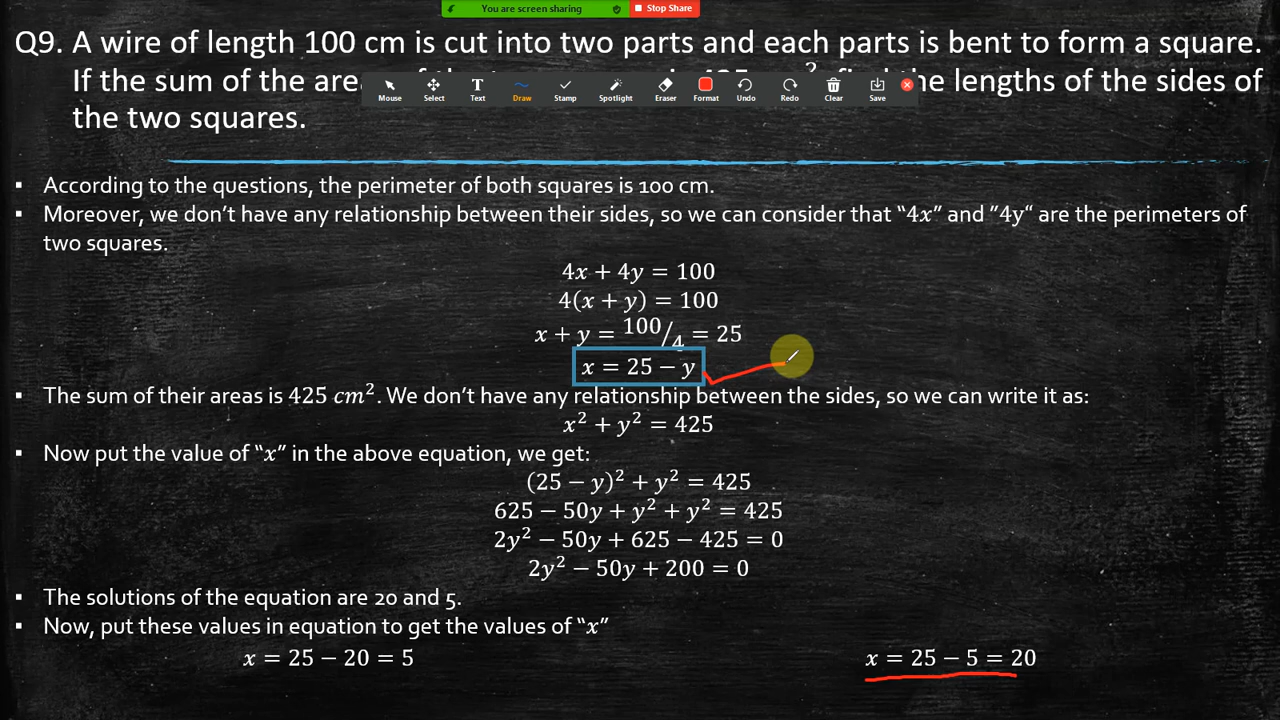 You are screen sharing Stop Share
Q9. A wire of length 100 cm is cut into two parts and each parts is bent to form a square.
If the sum of the area
he lengths of the sides of
Mouse Select Text Draw Stamp Spotlight Eraser Format Undo Redo Clear Save
the two squares.
▪ According to the questions, the perimeter of both squares is 100 cm.
▪ Moreover, we don't have any relationship between their sides, so we can consider that “4x” and ”4y“ are the perimeters of
two squares.
4x + 4y = 100
4(x + y) = 100
x + y = 100/4 = 25
x = 25 − y
▪ The sum of their areas is 425 cm². We don't have any relationship between the sides, so we can write it as:
x² + y² = 425
▪ Now put the value of “x” in the above equation, we get:
(25 − y)² + y² = 425
625 − 50y + y² + y² = 425
2y² − 50y + 625 − 425 = 0
2y² − 50y + 200 = 0
▪ The solutions of the equation are 20 and 5.
▪ Now, put these values in equation to get the values of “x”
x = 25 − 20 = 5
x = 25 − 5 = 20